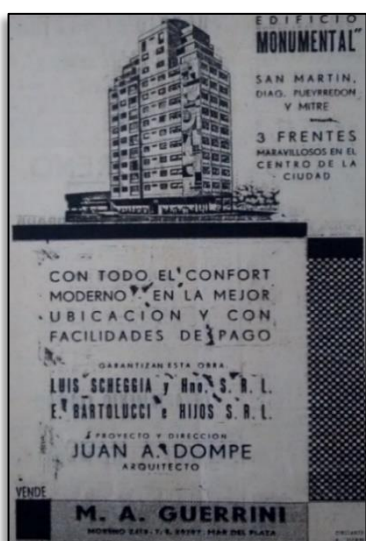 EDIFICIO
MONUMENTAL"
SAN MARTIN,
DIAG. PUEYRREDON
Y MITRE
3 FRENTES
MARAVILLOSOS EN EL
CENTRO DE LA
CIUDAD
CON TODO EL CONFORT
MODERNO EN LA MEJOR
UBICACION Y CON
FACILIDADES DE PAGO
GARANTIZAN ESTA OBRA
LUIS SCHEGGIA y Hno. S. R. L.
E. BARTOLUCCI e HIJOS S. R. L.
PROYECTO Y DIRECCION
JUAN A. DOMPE
ARQUITECTO
VENDE
M. A. GUERRINI
MAR DEL PLATA